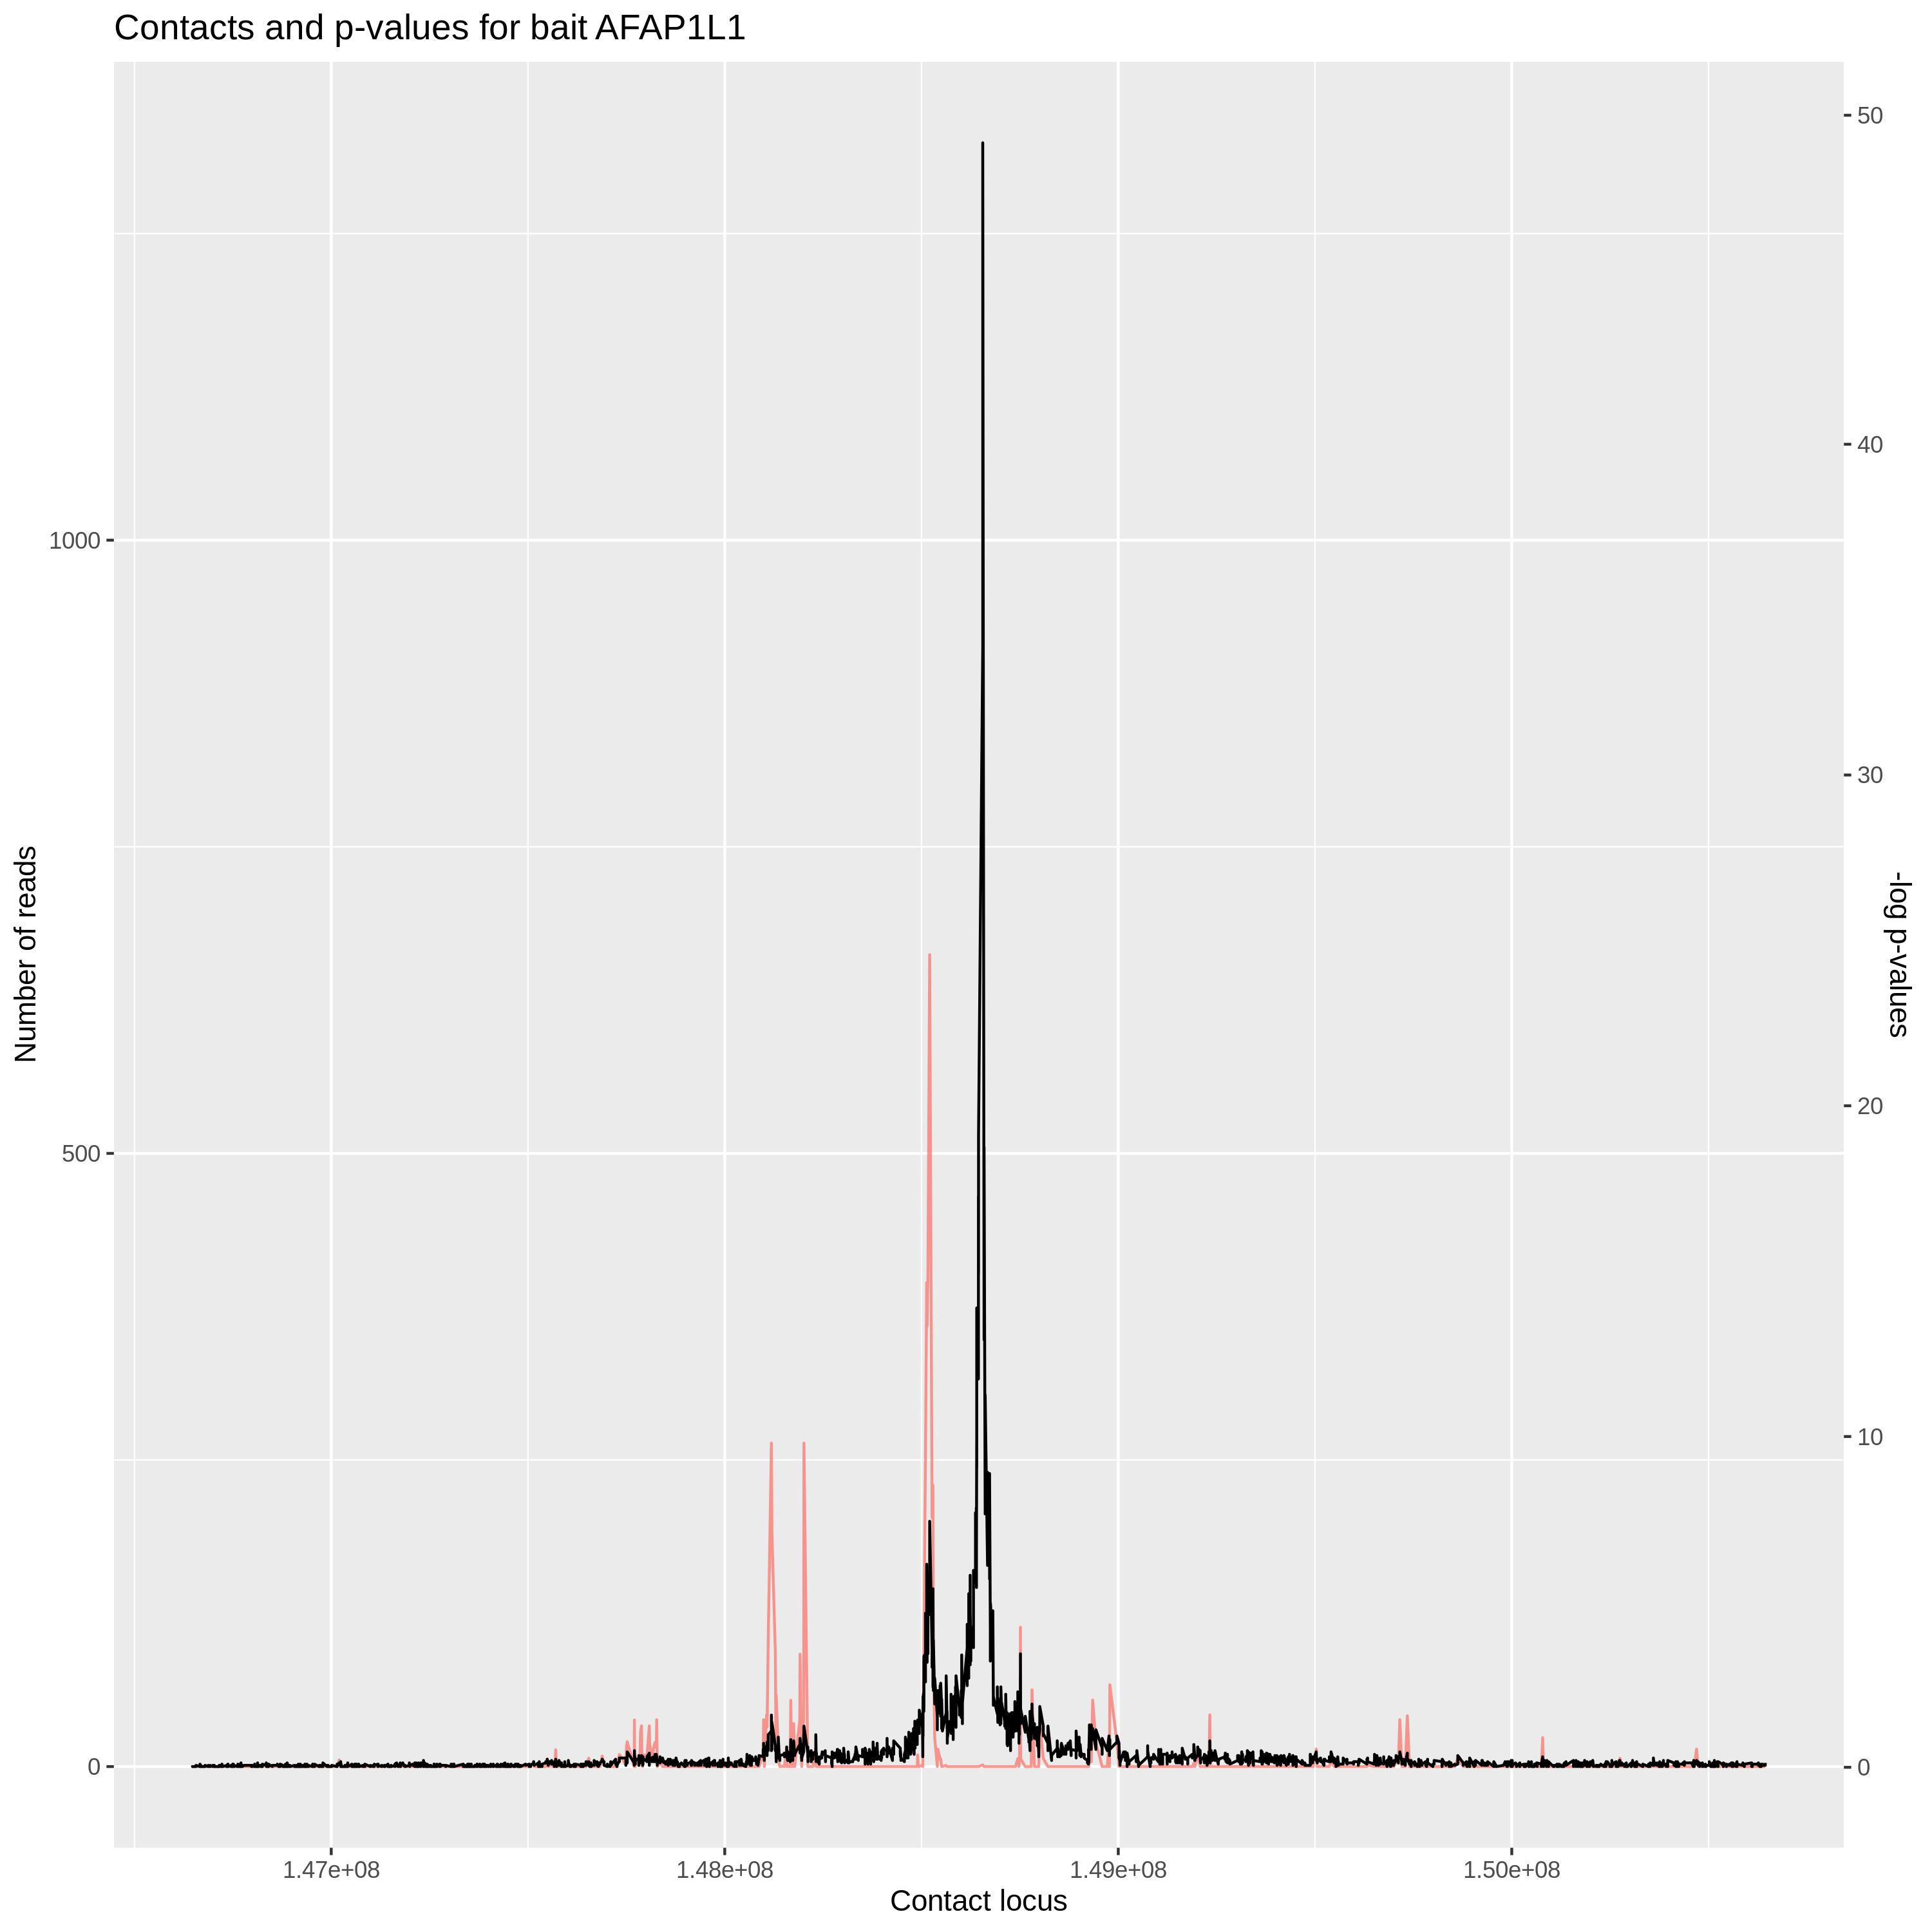 Contacts and p-values for bait AFAP1L1
Number of reads
1000
500
0
50
40
30
20
10
0
-log p-values
1.47e+08
1.48e+08
1.49e+08
1.50e+08
Contact locus